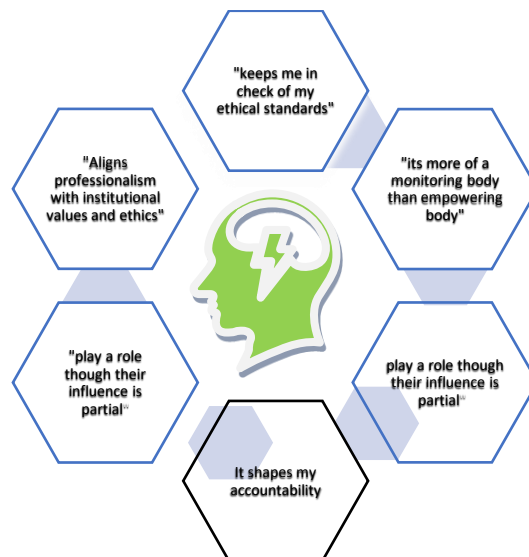 "keeps me in
check of my
ethical standards"
"its more of a
monitoring body
than empowering
body"
play a role though
their influence is
partial"
It shapes my
accountability
"play a role
though their
influence is
partial"
"Aligns
professionalism
with institutional
values and ethics"